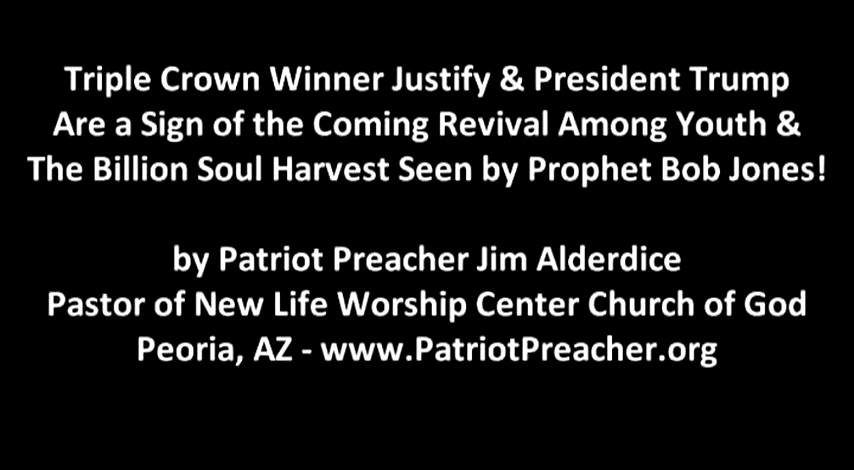 Triple Crown Winner Justify & President Trump
Are a Sign of the Coming Revival Among Youth &
The Billion Soul Harvest Seen by Prophet Bob Jones!
by Patriot Preacher Jim Alderdice
Pastor of New Life Worship Center Church of God
Peoria, AZ - www.PatriotPreacher.org